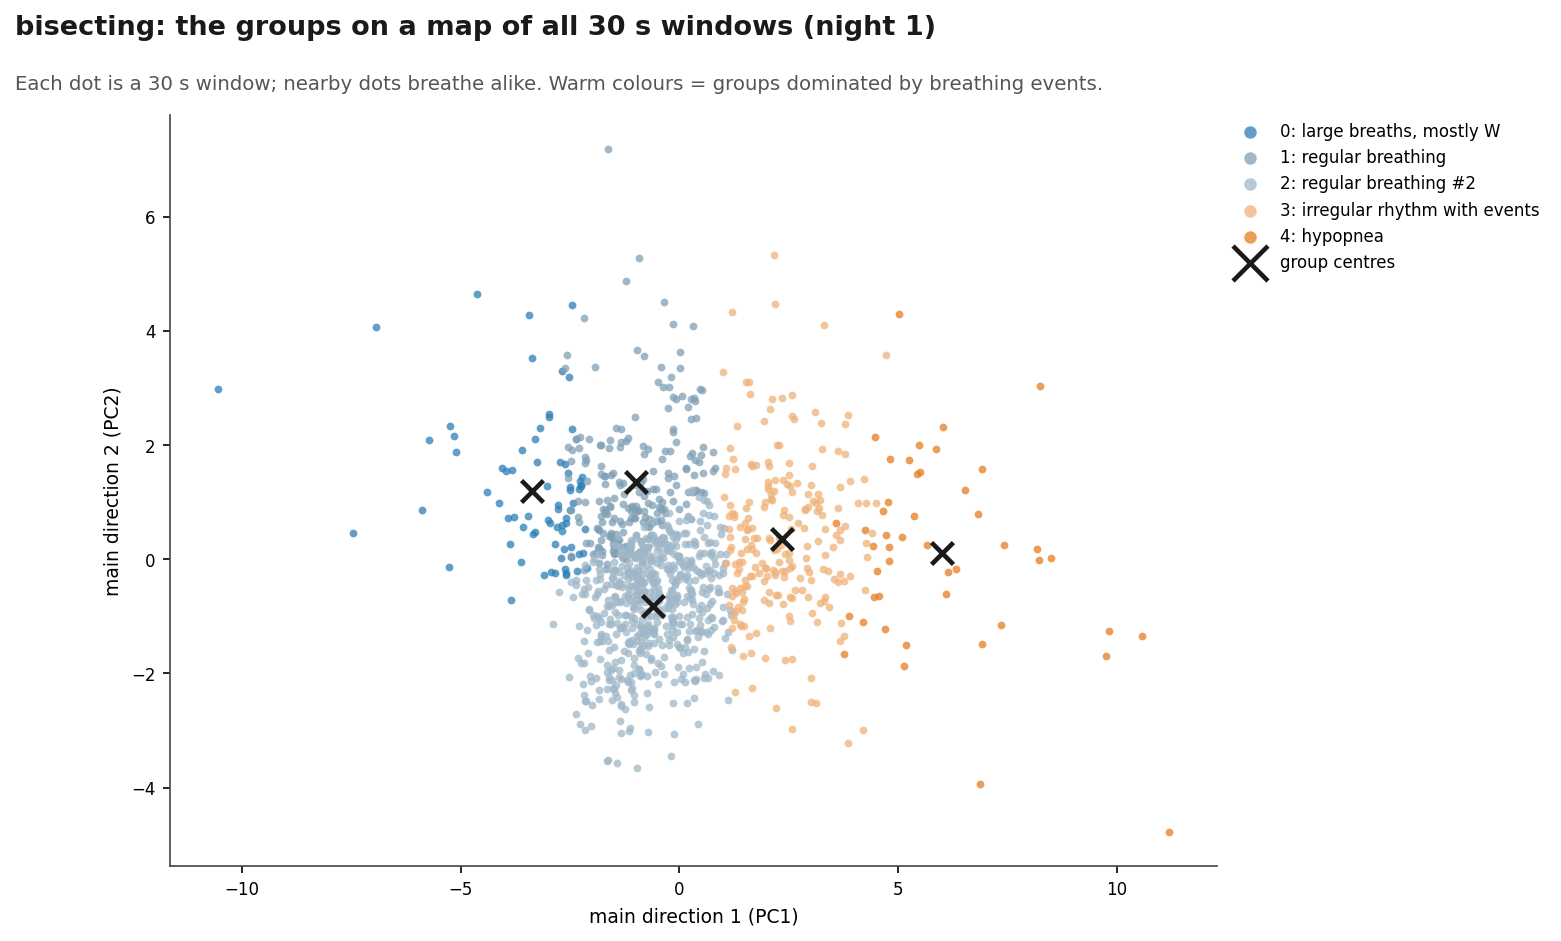 bisecting: the groups on a map of all 30 s windows (night 1)
Each dot is a 30 s window; nearby dots breathe alike. Warm colours = groups dominated by breathing events.
0: large breaths, mostly W
1: regular breathing
2: regular breathing #2
3: irregular rhythm with events
4: hypopnea
group centres
main direction 2 (PC2)
6
4
2
0
−2
−4
−10
−5
0
5
10
main direction 1 (PC1)